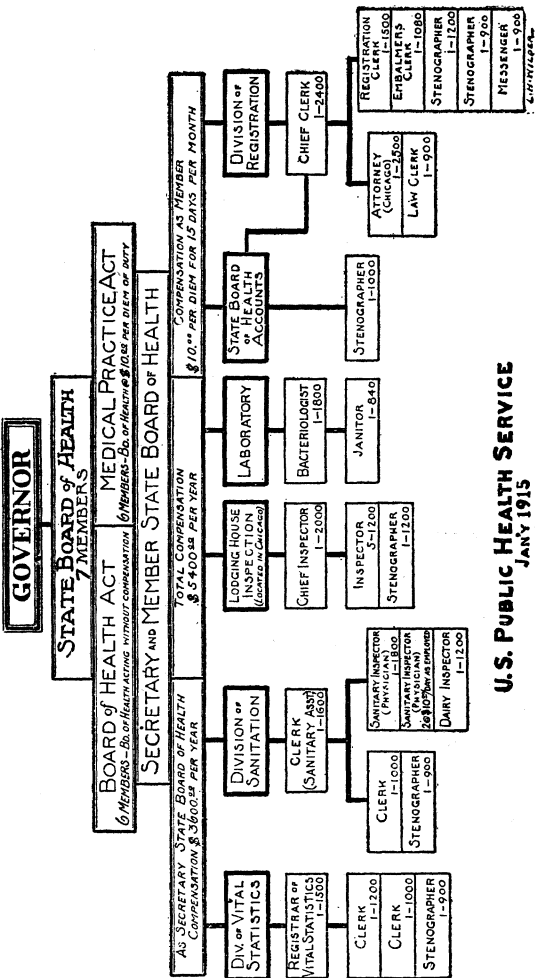 GOVERNOR
STATE BOARD of HEALTH
7 MEMBERS
BOARD of HEALTH ACT
6 MEMBERS–BD. OF HEALTH ACTING WITHOUT COMPENSATION
MEDICAL PRACTICE ACT
6 MEMBERS–BD. OF HEALTH @ $10.00 PER DIEM OF DUTY
SECRETARY AND MEMBER STATE BOARD OF HEALTH
AS SECRETARY STATE BOARD OF HEALTH
COMPENSATION $3600.00 PER YEAR
TOTAL COMPENSATION
$5400.00 PER YEAR
COMPENSATION AS MEMBER
$10.00 PER DIEM FOR 15 DAYS PER MONTH
DIV. OF VITAL
STATISTICS
REGISTRAR OF
VITAL STATISTICS
1-1500
CLERK
1-1200
CLERK
1-1000
STENOGRAPHER
1-900
DIVISION OF
SANITATION
CLERK
(SANITARY ASST)
1-1600
CLERK
1-1000
STENOGRAPHER
1-900
SANITARY INSPECTOR
(PHYSICIAN)
1-1800
SANITARY INSPECTOR
(PHYSICIAN)
DAY AS EMPLOYED
DAIRY INSPECTOR
1-1200
LODGING HOUSE
INSPECTION
(LOCATED IN CHICAGO)
CHIEF INSPECTOR
1-2000
INSPECTOR
5-1200
STENOGRAPHER
1-1200
LABORATORY
BACTERIOLOGIST
1-1800
JANITOR
1-840
STATE BOARD
OF HEALTH
ACCOUNTS
STENOGRAPHER
1-1000
DIVISION OF
REGISTRATION
CHIEF CLERK
1-2400
ATTORNEY
(CHICAGO)
1-2500
LAW CLERK
1-900
REGISTRATION
CLERK
1-1500
EMBALMERS
CLERK
1-1080
STENOGRAPHER
1-1200
STENOGRAPHER
1-900
MESSENGER
1-900
U.S. PUBLIC HEALTH SERVICE
JAN'Y 1915